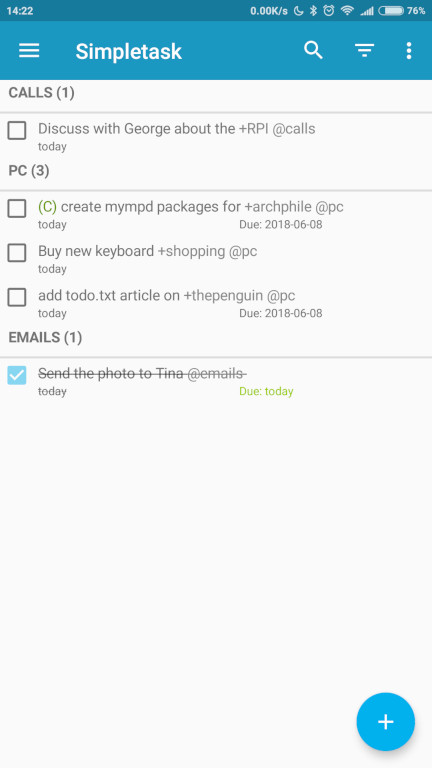 14:22 0.00K/s 76%
Simpletask
CALLS (1)
Discuss with George about the +RPI @calls
today
PC (3)
(C) create mympd packages for +archphile @pc
today Due: 2018-06-08
Buy new keyboard +shopping @pc
today
add todo.txt article on +thepenguin @pc
today Due: 2018-06-08
EMAILS (1)
Send the photo to Tina @emails
today Due: today